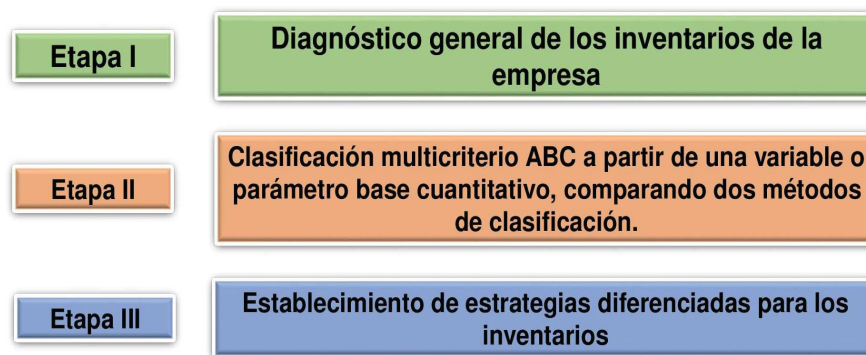 Etapa I
Diagnóstico general de los inventarios de la
empresa
Etapa II
Clasificación multicriterio ABC a partir de una variable o
parámetro base cuantitativo, comparando dos métodos
de clasificación.
Etapa III
Establecimiento de estrategias diferenciadas para los
inventarios